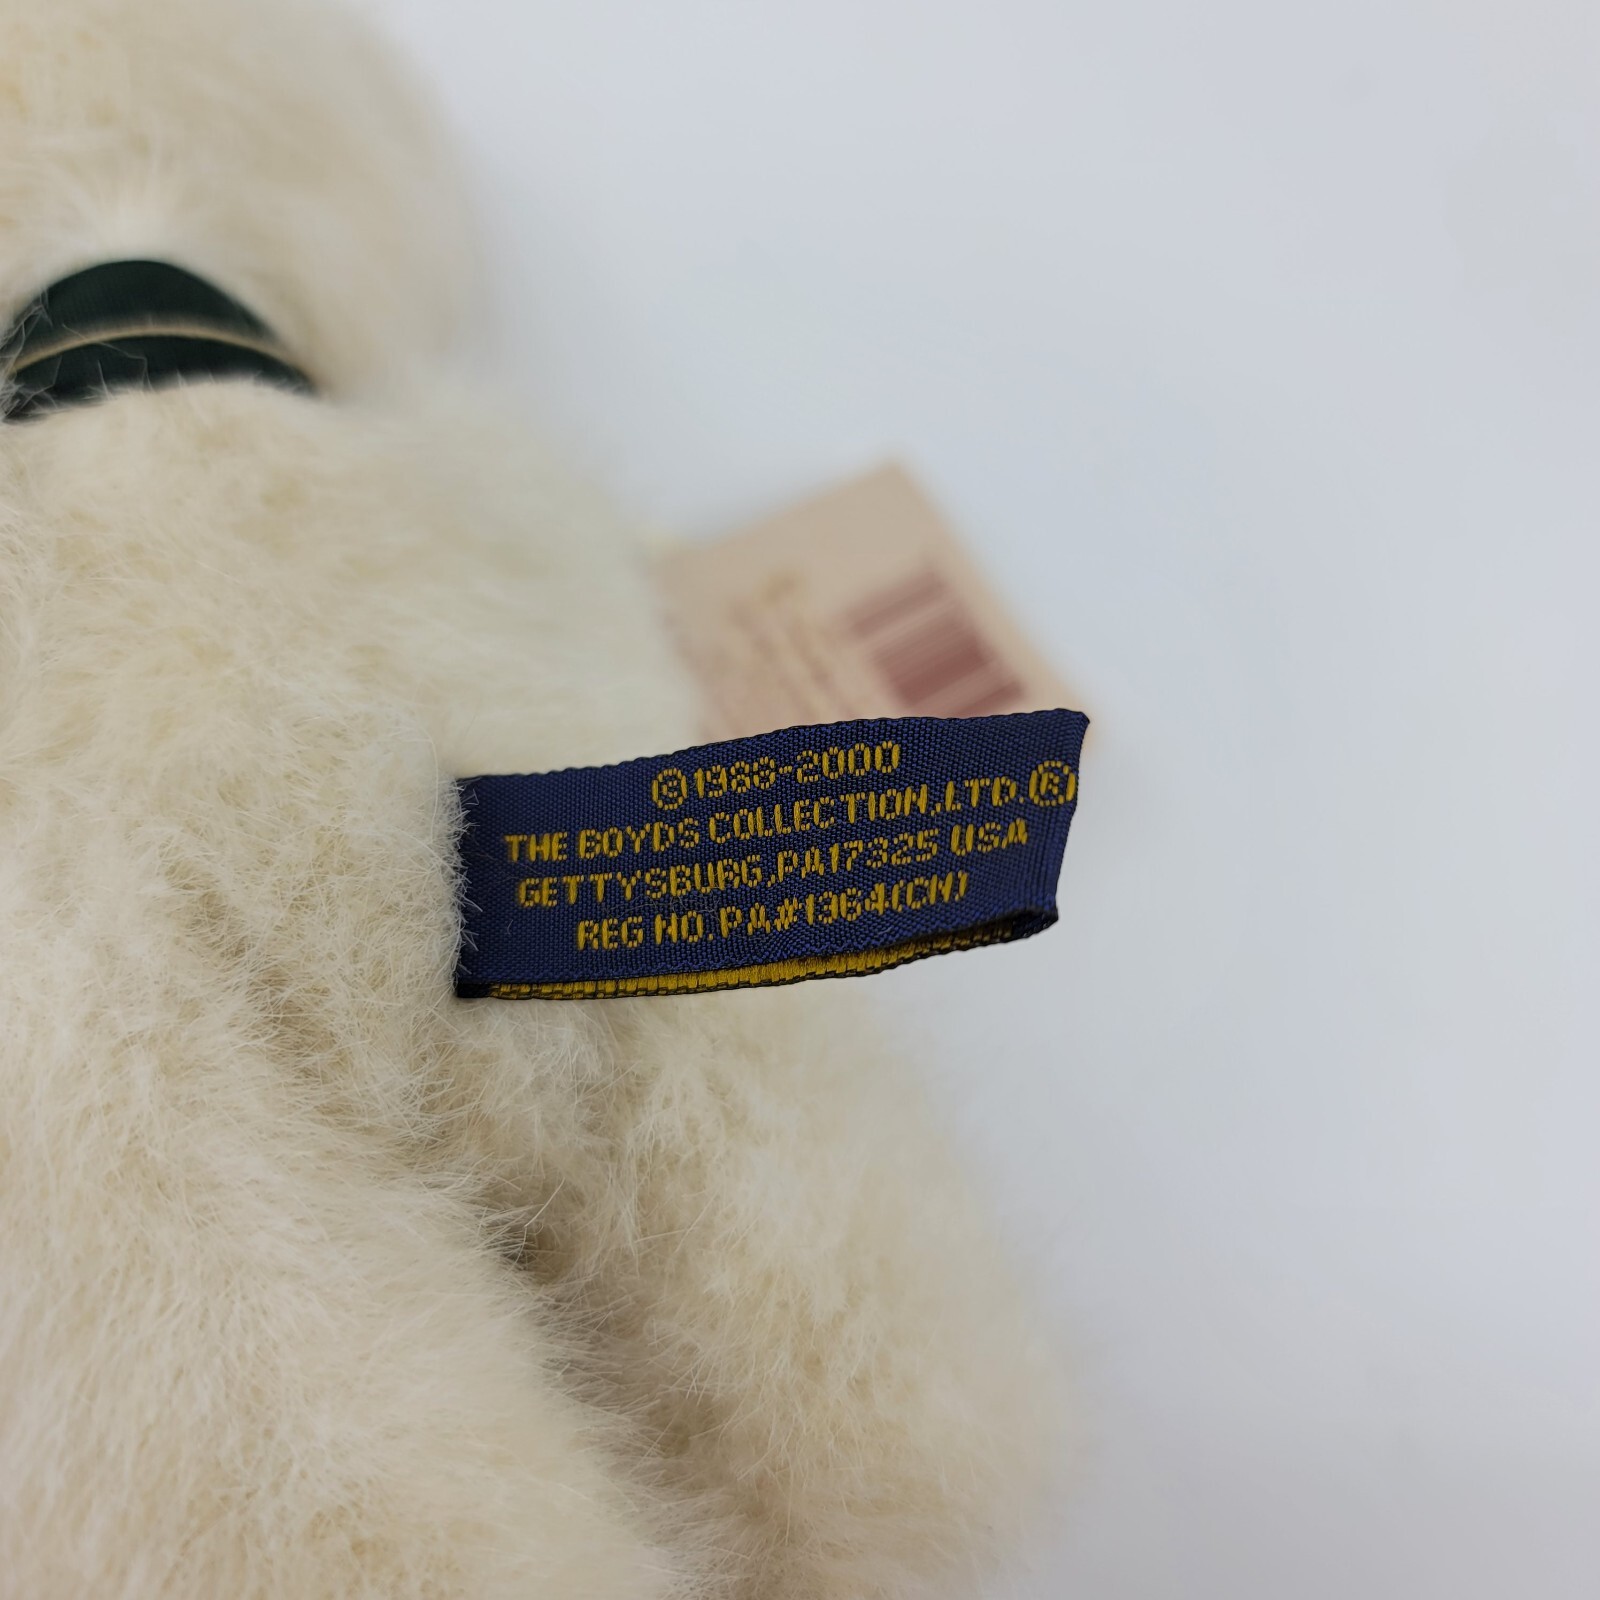 ©1988-2000
THE BOYDS COLLECTION,LTD.®
GETTYSBURG,PA17325 USA
REG NO.PA#1364(CN)